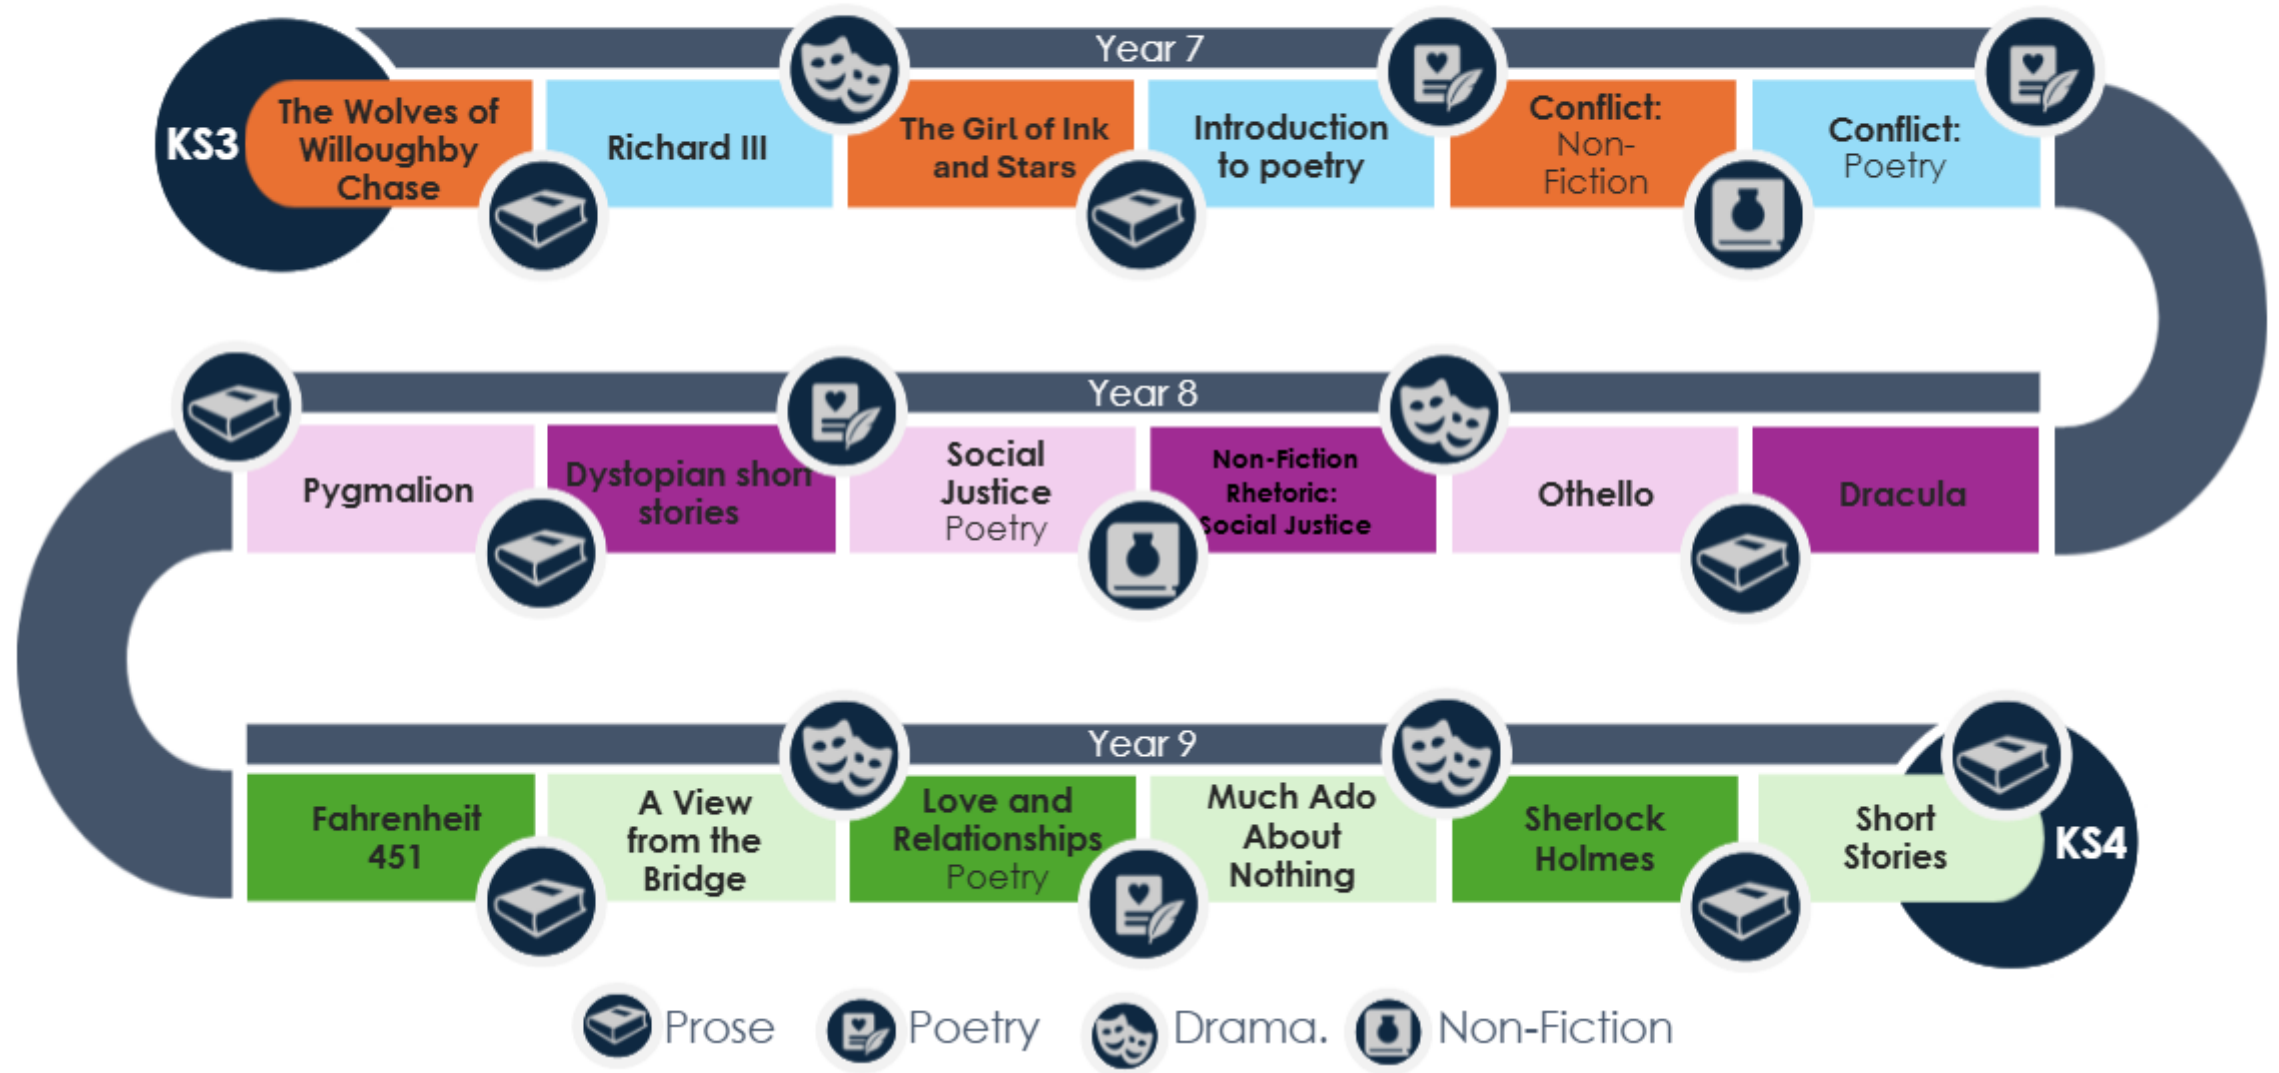 Year 7
KS3
The Wolves of
Willoughby
Chase
Richard III
The Girl of Ink
and Stars
Introduction
to poetry
Conflict:
Non-
Fiction
Conflict:
Poetry
Year 8
Pygmalion
Dystopian short
stories
Social
Justice
Poetry
Non-Fiction
Rhetoric:
Social Justice
Othello
Dracula
Year 9
Fahrenheit
451
A View
from the
Bridge
Love and
Relationships
Poetry
Much Ado
About
Nothing
Sherlock
Holmes
Short
Stories
KS4
Prose
Poetry
Drama.
Non-Fiction